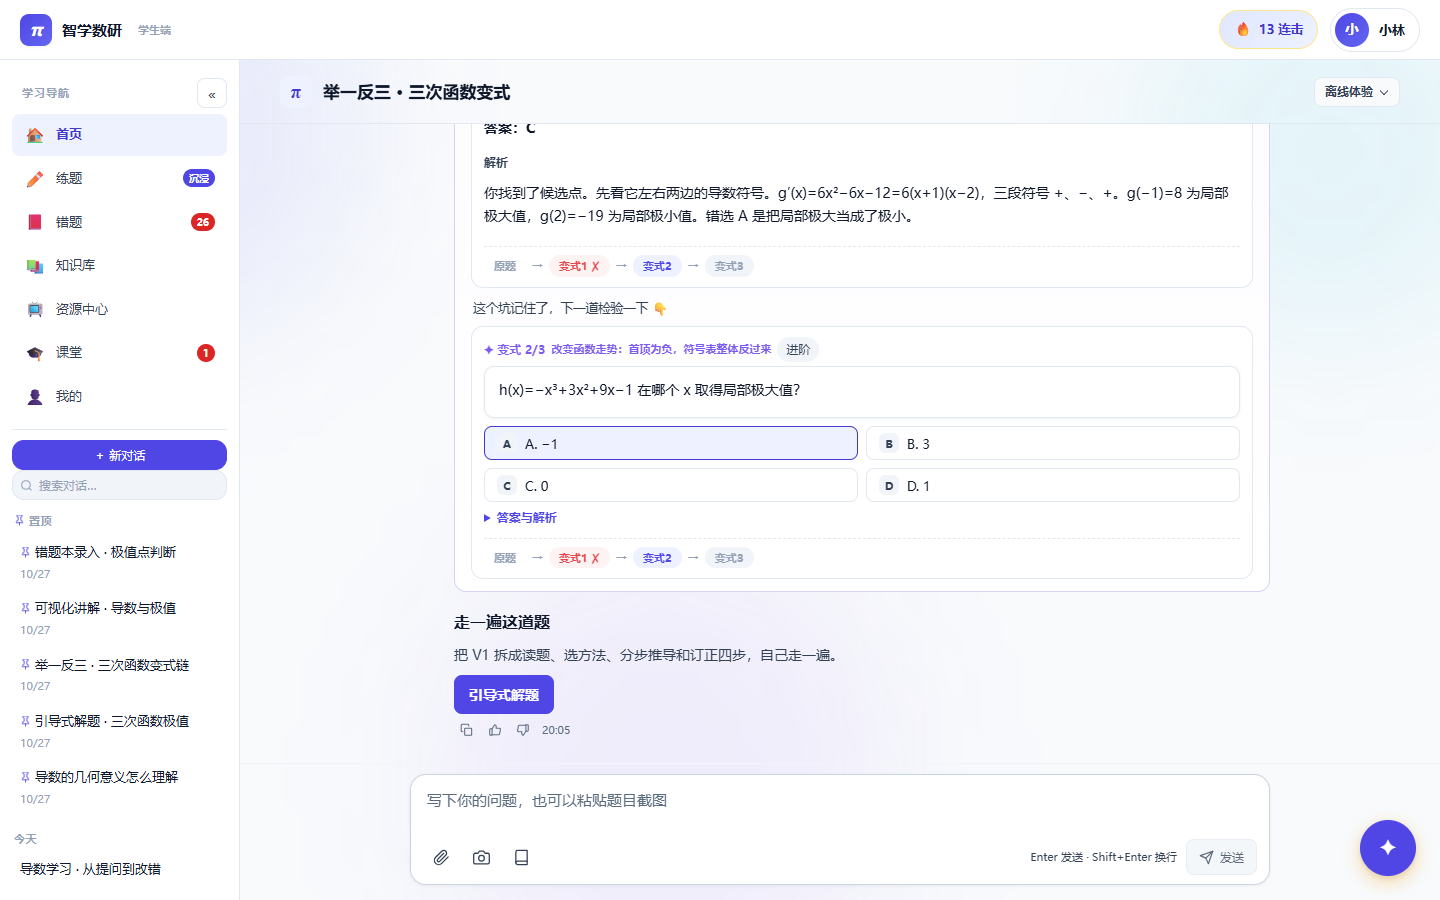 π 智学数研 学生端
13 连击
小 小林
学习导航 «
首页
练题 沉浸
错题 26
知识库
资源中心
课堂 1
我的
+ 新对话
搜索对话...
置顶
错题本录入 · 极值点判断
10/27
可视化讲解 · 导数与极值
10/27
举一反三 · 三次函数变式链
10/27
引导式解题 · 三次函数极值
10/27
导数的几何意义怎么理解
10/27
今天
导数学习 · 从提问到改错
π 举一反三 • 三次函数变式
离线体验
答案：C
解析
你找到了候选点。先看它左右两边的导数符号。g′(x)=6x²−6x−12=6(x+1)(x−2)，三段符号 +、−、+。g(−1)=8 为局部
极大值，g(2)=−19 为局部极小值。错选 A 是把局部极大当成了极小。
原题 → 变式1 ✗ → 变式2 → 变式3
这个坑记住了，下一道检验一下 👇
✦ 变式 2/3 改变函数走势：首顶为负，符号表整体反过来 进阶
h(x)=−x³+3x²+9x−1 在哪个 x 取得局部极大值？
A A. −1
B B. 3
C C. 0
D D. 1
▶ 答案与解析
原题 → 变式1 ✗ → 变式2 → 变式3
走一遍这道题
把 V1 拆成读题、选方法、分步推导和订正四步，自己走一遍。
引导式解题
20:05
写下你的问题，也可以粘贴题目截图
Enter 发送 · Shift+Enter 换行
发送